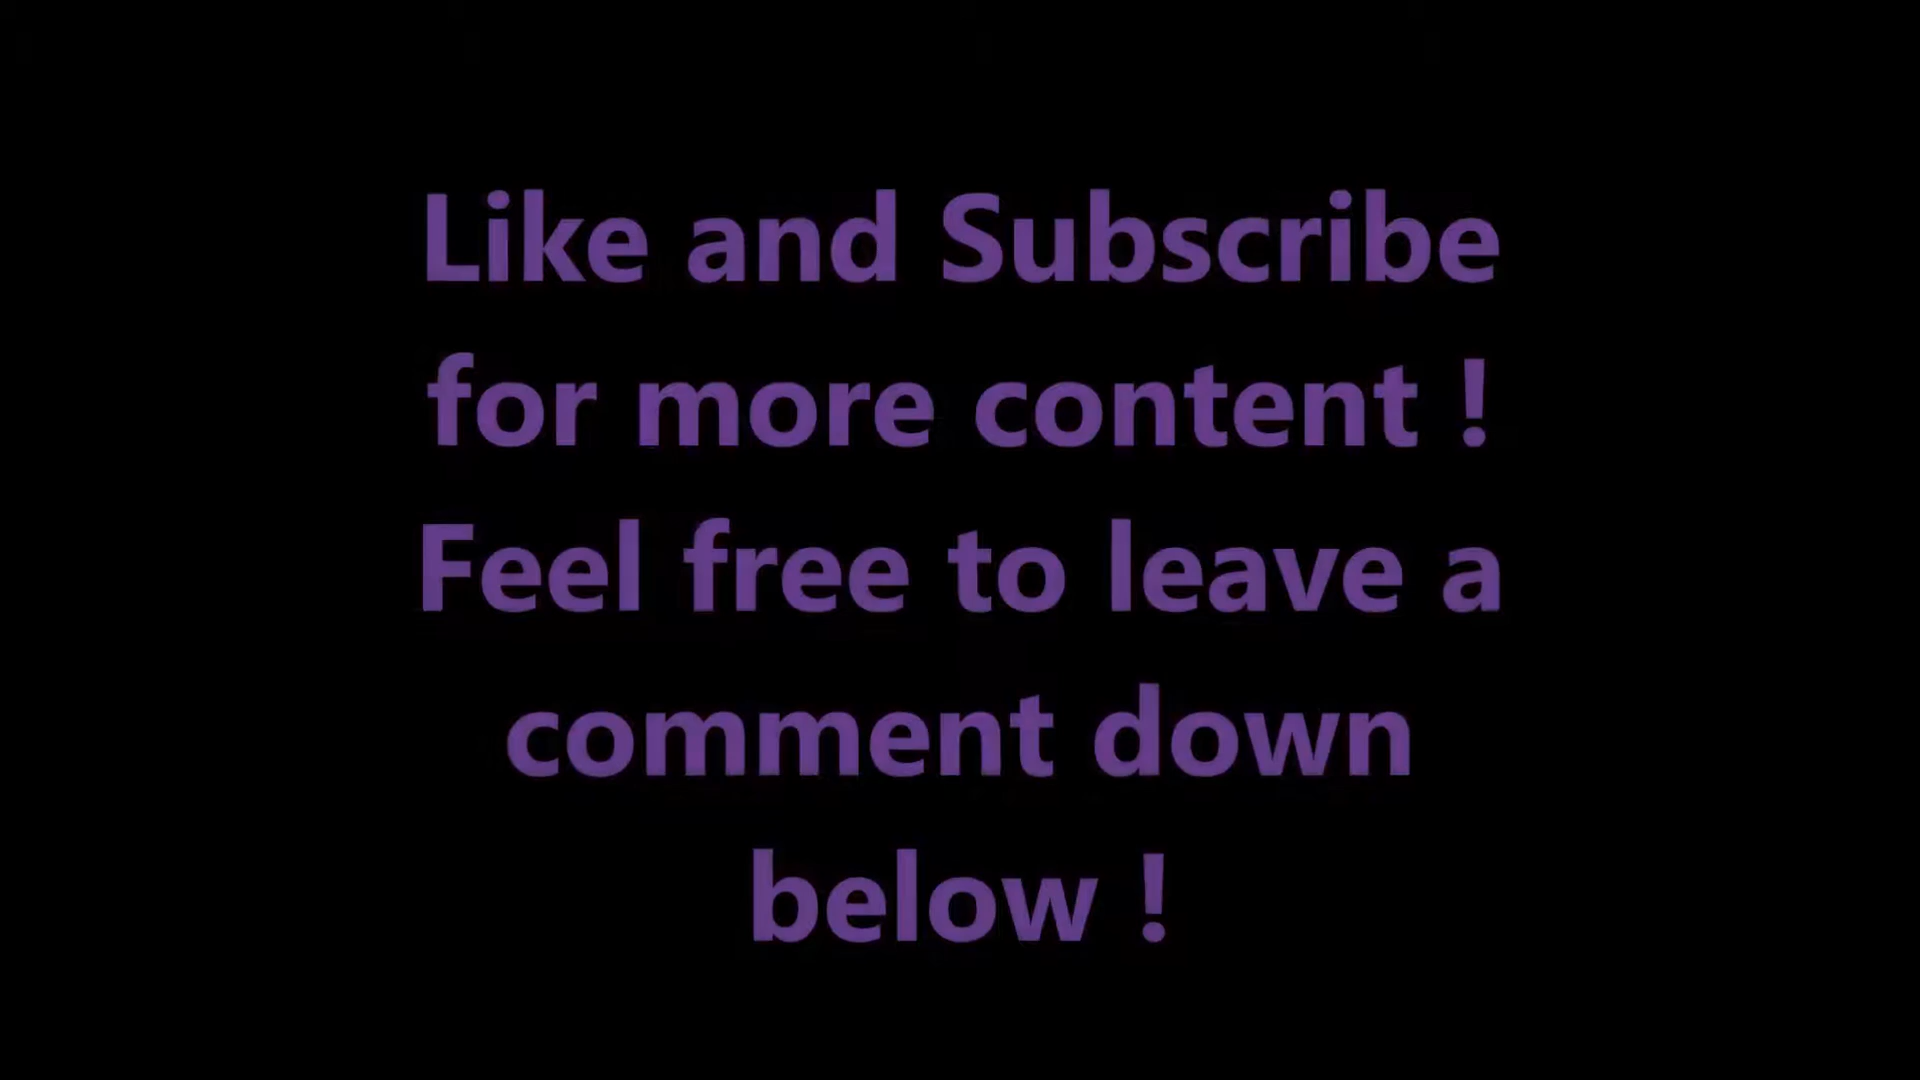 Like and Subscribe
for more content !
Feel free to leave a
comment down
below !